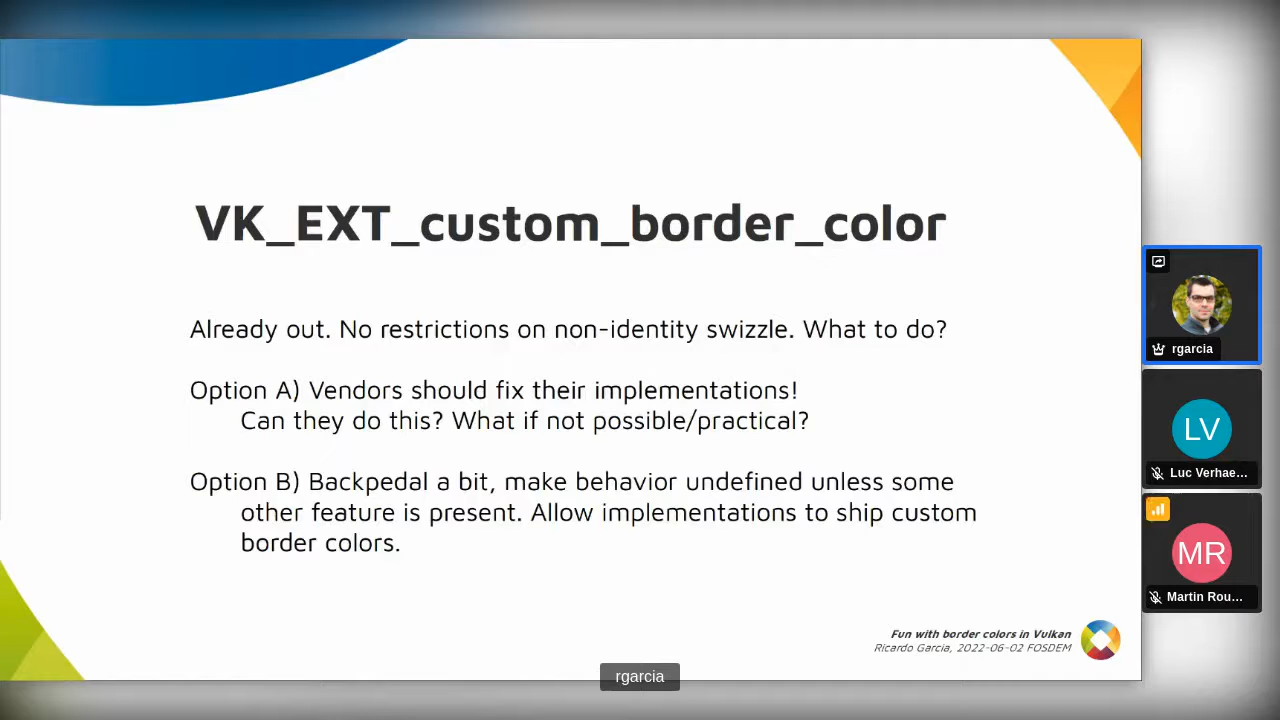 VK_EXT_custom_border_color
Already out. No restrictions on non-identity swizzle. What to do?
Option A) Vendors should fix their implementations!
Can they do this? What if not possible/practical?
Option B) Backpedal a bit, make behavior undefined unless some
other feature is present. Allow implementations to ship custom
border colors.
Fun with border colors in Vulkan
Ricardo Garcia, 2022-06-02 FOSDEM
rgarcia
LV
Luc Verhae...
MR
Martin Rou...
rgarcia